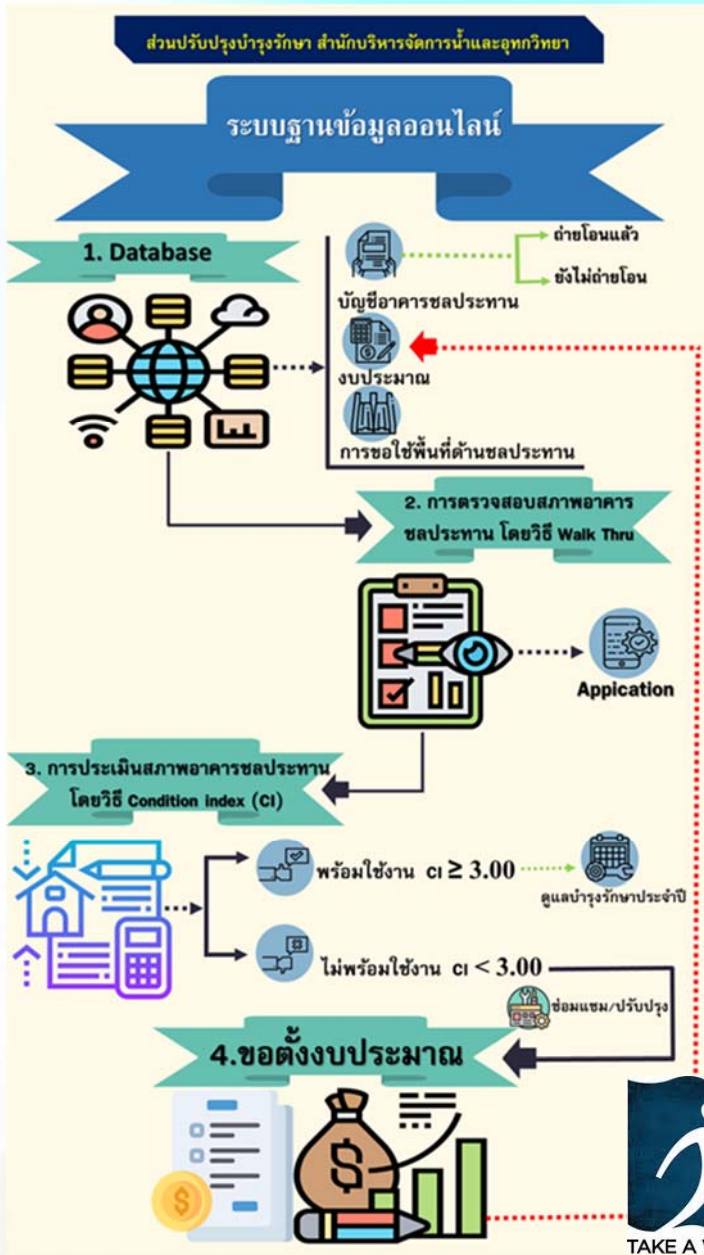 ส่วนปรับปรุงบำรุงรักษา สำนักบริหารจัดการน้ำและอุทกวิทยา
ระบบฐานข้อมูลออนไลน์
1. Database
ถ่ายโอนแล้ว
ยังไม่ถ่ายโอน
บัญชีอาคารชลประทาน
งบประมาณ
การขอใช้พื้นที่ด้านชลประทาน
2. การตรวจสอบสภาพอาคาร
ชลประทาน โดยวิธี Walk Thru
Appication
3. การประเมินสภาพอาคารชลประทาน
โดยวิธี Condition index (CI)
พร้อมใช้งาน CI ≥ 3.00
ดูแลบำรุงรักษาประจำปี
ไม่พร้อมใช้งาน CI < 3.00
ซ่อมแซม/ปรับปรุง
4.ขอตั้งงบประมาณ
TAKE A